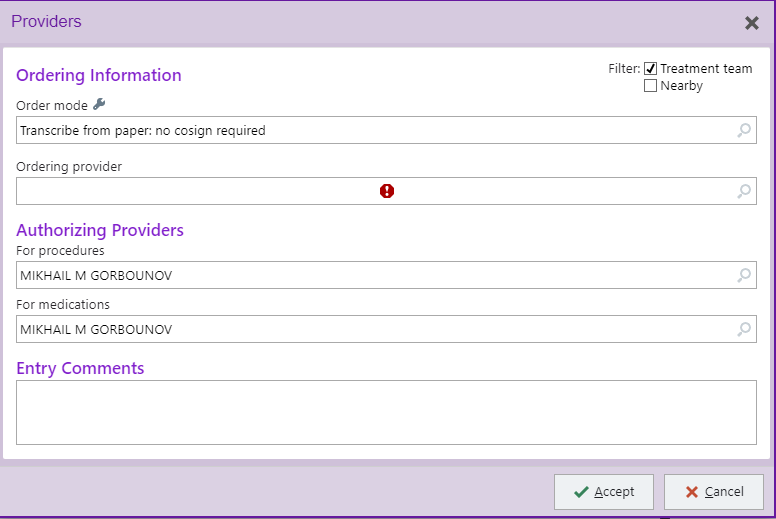 Providers
Ordering Information
Filter: Treatment team
Nearby
Order mode
Transcribe from paper: no cosign required
Ordering provider
Authorizing Providers
For procedures
MIKHAIL M GORBOUNOV
For medications
MIKHAIL M GORBOUNOV
Entry Comments
Accept Cancel